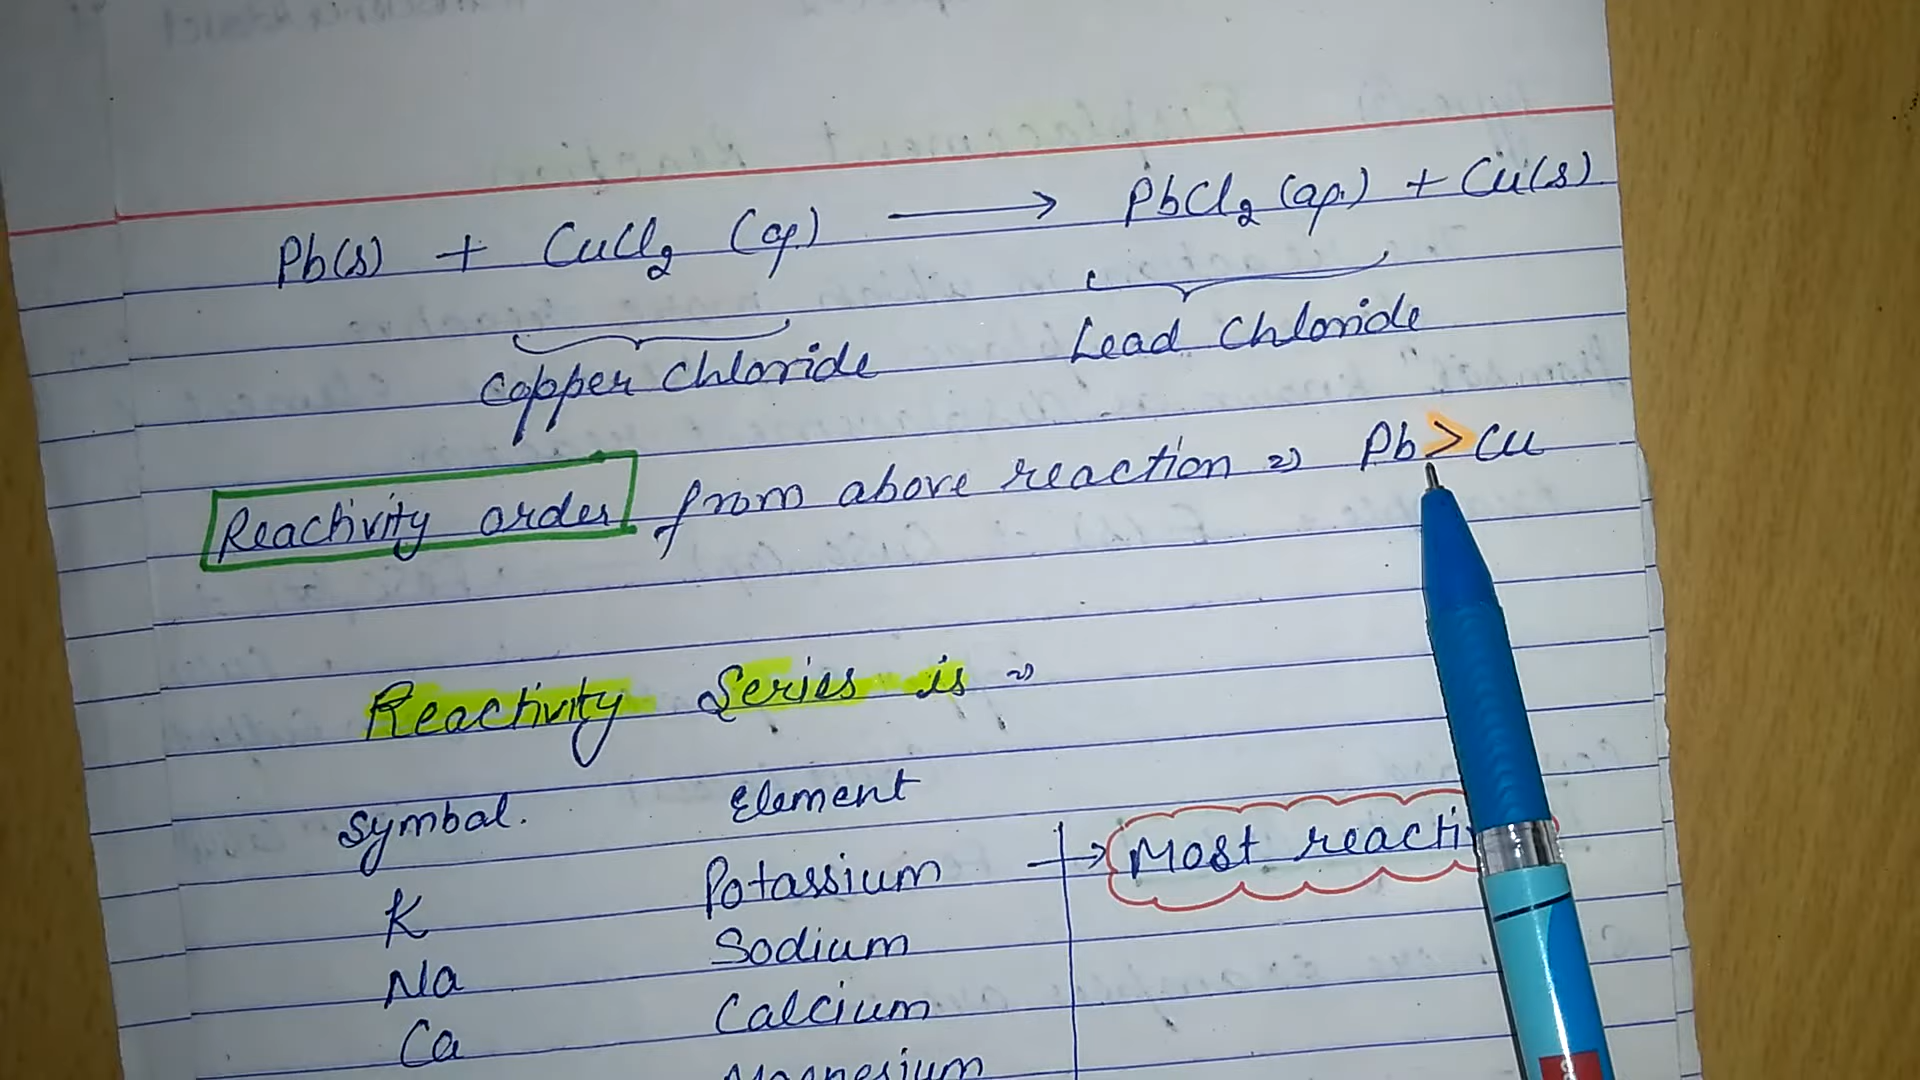 Pb(s) + CuCl₂ (aq.) → PbCl₂ (aq.) + Cu(s)
Copper Chloride Lead Chloride
Reactivity order from above reaction ⇒ Pb > Cu
Reactivity Series is ⇒
Symbol. Element
K Potassium → Most reacti
Na Sodium
Ca Calcium
Magnesium